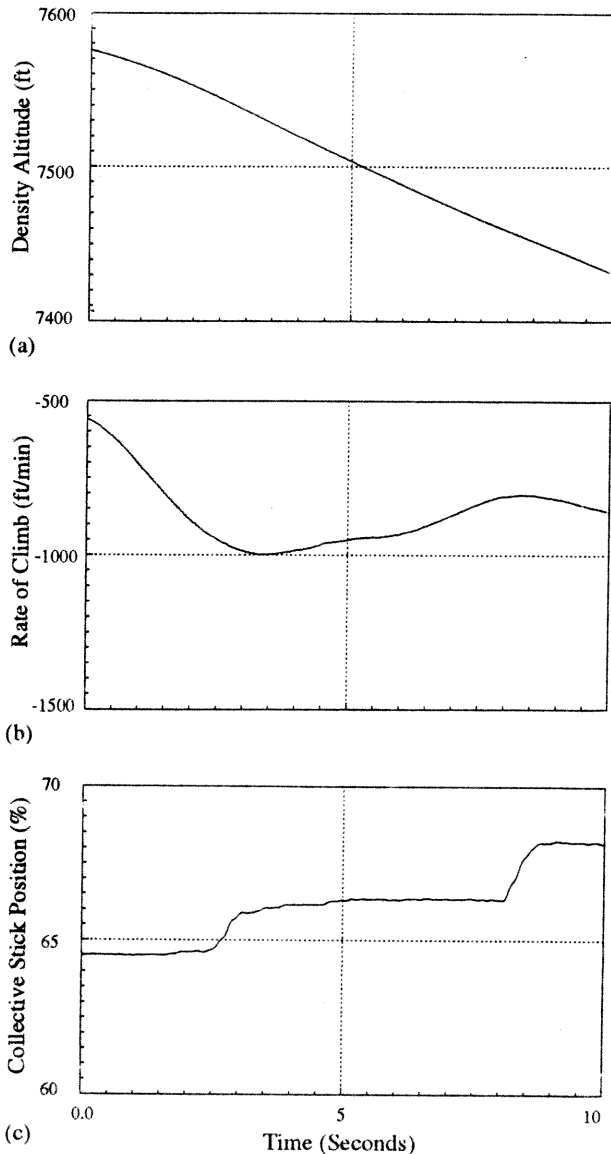 7600
Density Altitude (ft)
7500
7400
(a)
-500
Rate of Climb (ft/min)
-1000
-1500
(b)
70
Collective Stick Position (%)
65
60
(c)
0.0
5
10
Time (Seconds)